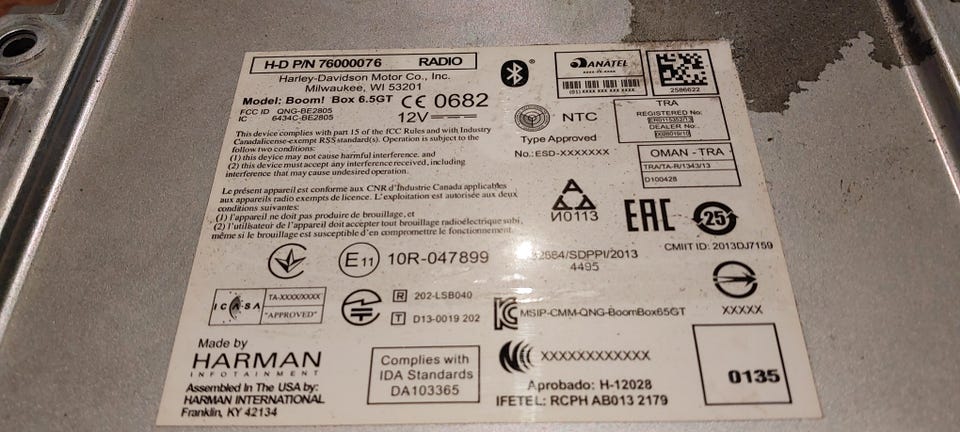 H-D P/N 76000076 RADIO
Harley-Davidson Motor Co., Inc.
Milwaukee, WI 53201
Model: Boom! Box 6.5GT
FCC ID QNG-BE2805
IC 6434C-BE2805
CE 0682
12V
This device complies with part 15 of the fCC Rules and with Industry
Canadalicense-exempt RSS standard(s). Operation is subject to the
follow two conditions:
(1) this device may not cause harmful interference, and
(2) this device must accept any interference received, including
interference that may cause undesired operation.
Le présent appareil est conforme aux CNR d'Industrie Canada applicables
aux appareils radio exempts de licence. L'exploitation est autorisée aux deux
conditions suivantes:
(1) l'appareil ne doit pas produire de brouillage, et
(2) l'utilisateur de l'appareil doit accepter tout brouillage radioélectrique subi,
même si le brouillage est susceptible d'en compromettre le fonctionnement.
ANATEL
(01) XXX XXX XXX XXX
2586622
NTC
Type Approved
No.: ESD-XXXXXXX
TRA
REGISTERED No:
DEALER No:
OMAN - TRA
TRA/TA-R/1343/13
D100428
И0113
EAC
25
CMIIT ID: 2013DJ7159
E11 10R-047899
/SDPPI/2013
4495
ICASA
TA-XXXX/XXXX
"APPROVED"
R 202-LSB040
T D13-0019 202
MSIP-CMM-QNG-BoomBox65GT
XXXXX
Made by
HARMAN
INFOTAINMENT
Assembled In The USA by:
HARMAN INTERNATIONAL
Franklin, KY 42134
Complies with
IDA Standards
DA103365
XXXXXXXXXXXX
Aprobado: H-12028
IFETEL: RCPH AB013 2179
0135